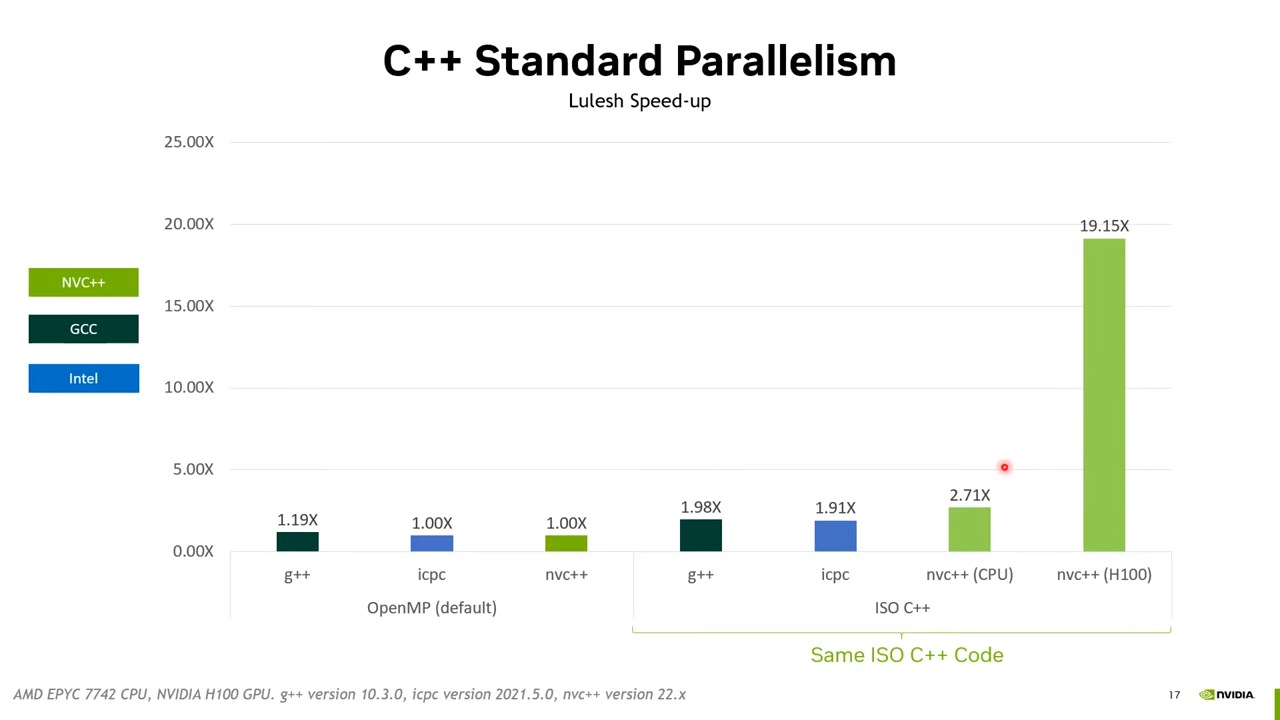 C++ Standard Parallelism
Lulesh Speed-up
25.00X
20.00X
15.00X
10.00X
5.00X
0.00X
NVC++
GCC
Intel
1.19X
1.00X
1.00X
1.98X
1.91X
2.71X
19.15X
g++
icpc
nvc++
g++
icpc
nvc++ (CPU)
nvc++ (H100)
OpenMP (default)
ISO C++
Same ISO C++ Code
AMD EPYC 7742 CPU, NVIDIA H100 GPU. g++ version 10.3.0, icpc version 2021.5.0, nvc++ version 22.x
17
NVIDIA.